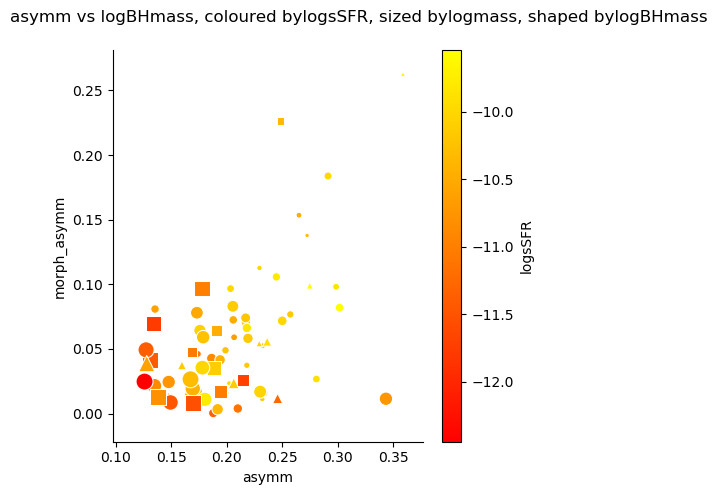 asymm vs logBHmass, coloured bylogsSFR, sized bylogmass, shaped bylogBHmass
0.25
0.20
0.15
0.10
0.05
0.00
morph_asymm
0.10 0.15 0.20 0.25 0.30 0.35
asymm
−10.0
−10.5
−11.0
−11.5
−12.0
logsSFR